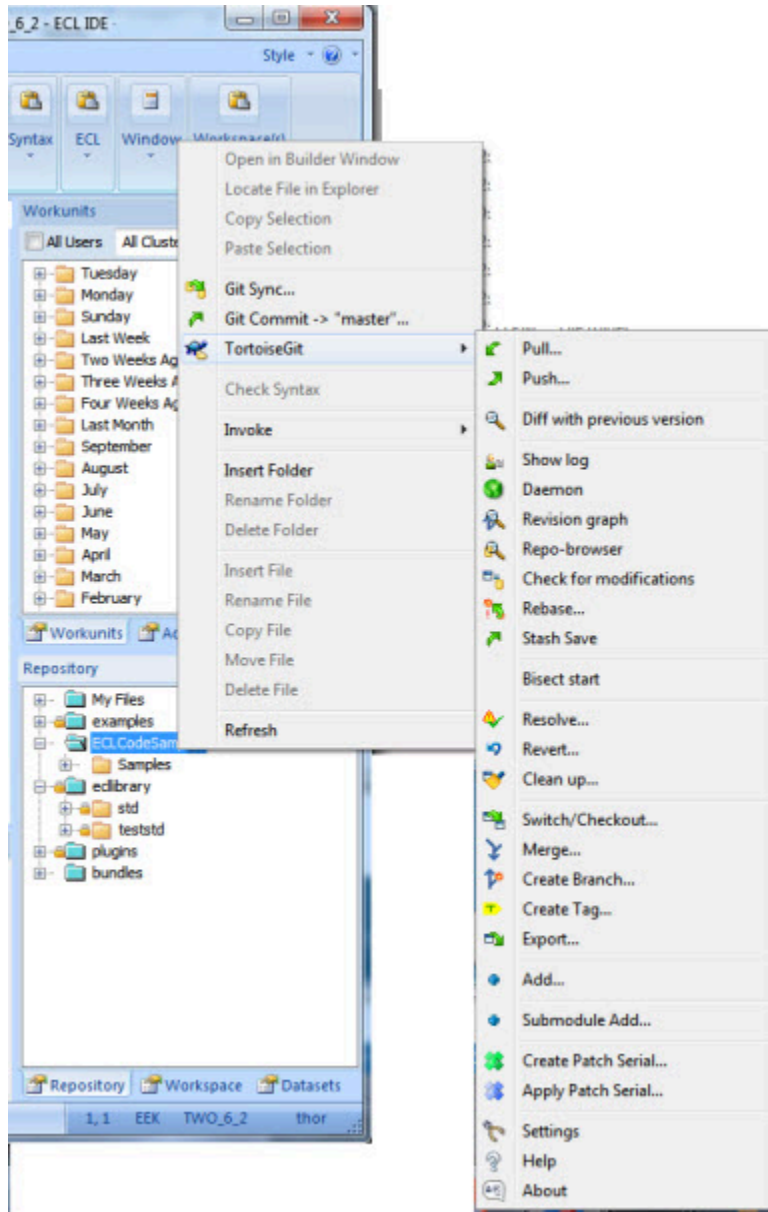 _6_2 - ECL IDE -
Style
Syntax ECL Window Workspace(s)
Workunits
All Users All Cluste
Tuesday
Monday
Sunday
Last Week
Two Weeks Ag
Three Weeks A
Four Weeks Ag
Last Month
September
August
July
June
May
April
March
February
Workunits Ac
Repository
My Files
examples
ECLCodeSam
Samples
eclibrary
std
teststd
plugins
bundles
Repository Workspace Datasets
1, 1 EEK TWO_6_2 thor
Open in Builder Window
Locate File in Explorer
Copy Selection
Paste Selection
Git Sync...
Git Commit -> "master"...
TortoiseGit
Check Syntax
Invoke
Insert Folder
Rename Folder
Delete Folder
Insert File
Rename File
Copy File
Move File
Delete File
Refresh
Pull...
Push...
Diff with previous version
Show log
Daemon
Revision graph
Repo-browser
Check for modifications
Rebase...
Stash Save
Bisect start
Resolve...
Revert...
Clean up...
Switch/Checkout...
Merge...
Create Branch...
Create Tag...
Export...
Add...
Submodule Add...
Create Patch Serial...
Apply Patch Serial...
Settings
Help
About